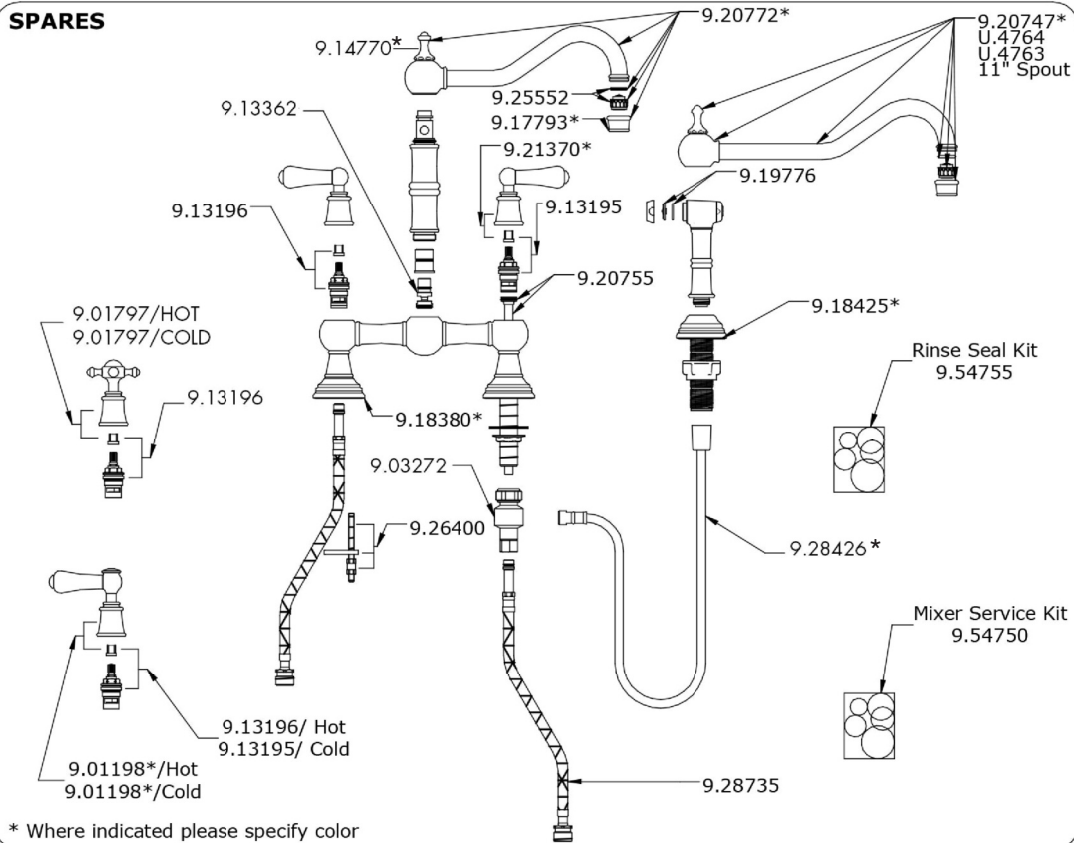 SPARES
9.14770*
9.20772*
9.20747*
U.4764
U.4763
11" Spout
9.25552
9.13362
9.17793*
9.21370*
9.19776
9.13196
9.13195
9.20755
9.01797/HOT
9.01797/COLD
9.18425*
Rinse Seal Kit
9.54755
9.13196
9.18380*
9.03272
9.26400
9.28426*
Mixer Service Kit
9.54750
9.13196/ Hot
9.13195/ Cold
9.01198*/Hot
9.01198*/Cold
9.28735
* Where indicated please specify color